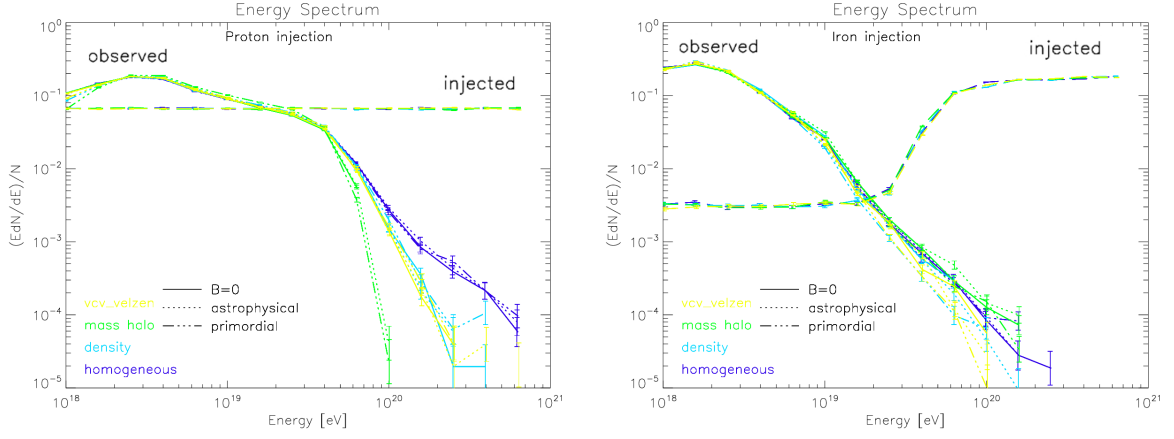 Energy Spectrum
Proton injection
observed
injected
(EdN/dE)/N
10^0
10^-1
10^-2
10^-3
10^-4
10^-5
B=0
vcv_velzen
astrophysical
mass halo
primordial
density
homogeneous
10^18
10^19
10^20
10^21
Energy [eV]
Energy Spectrum
Iron injection
observed
injected
(EdN/dE)/N
10^0
10^-1
10^-2
10^-3
10^-4
10^-5
B=0
vcv_velzen
astrophysical
mass halo
primordial
density
homogeneous
10^18
10^19
10^20
10^21
Energy [eV]